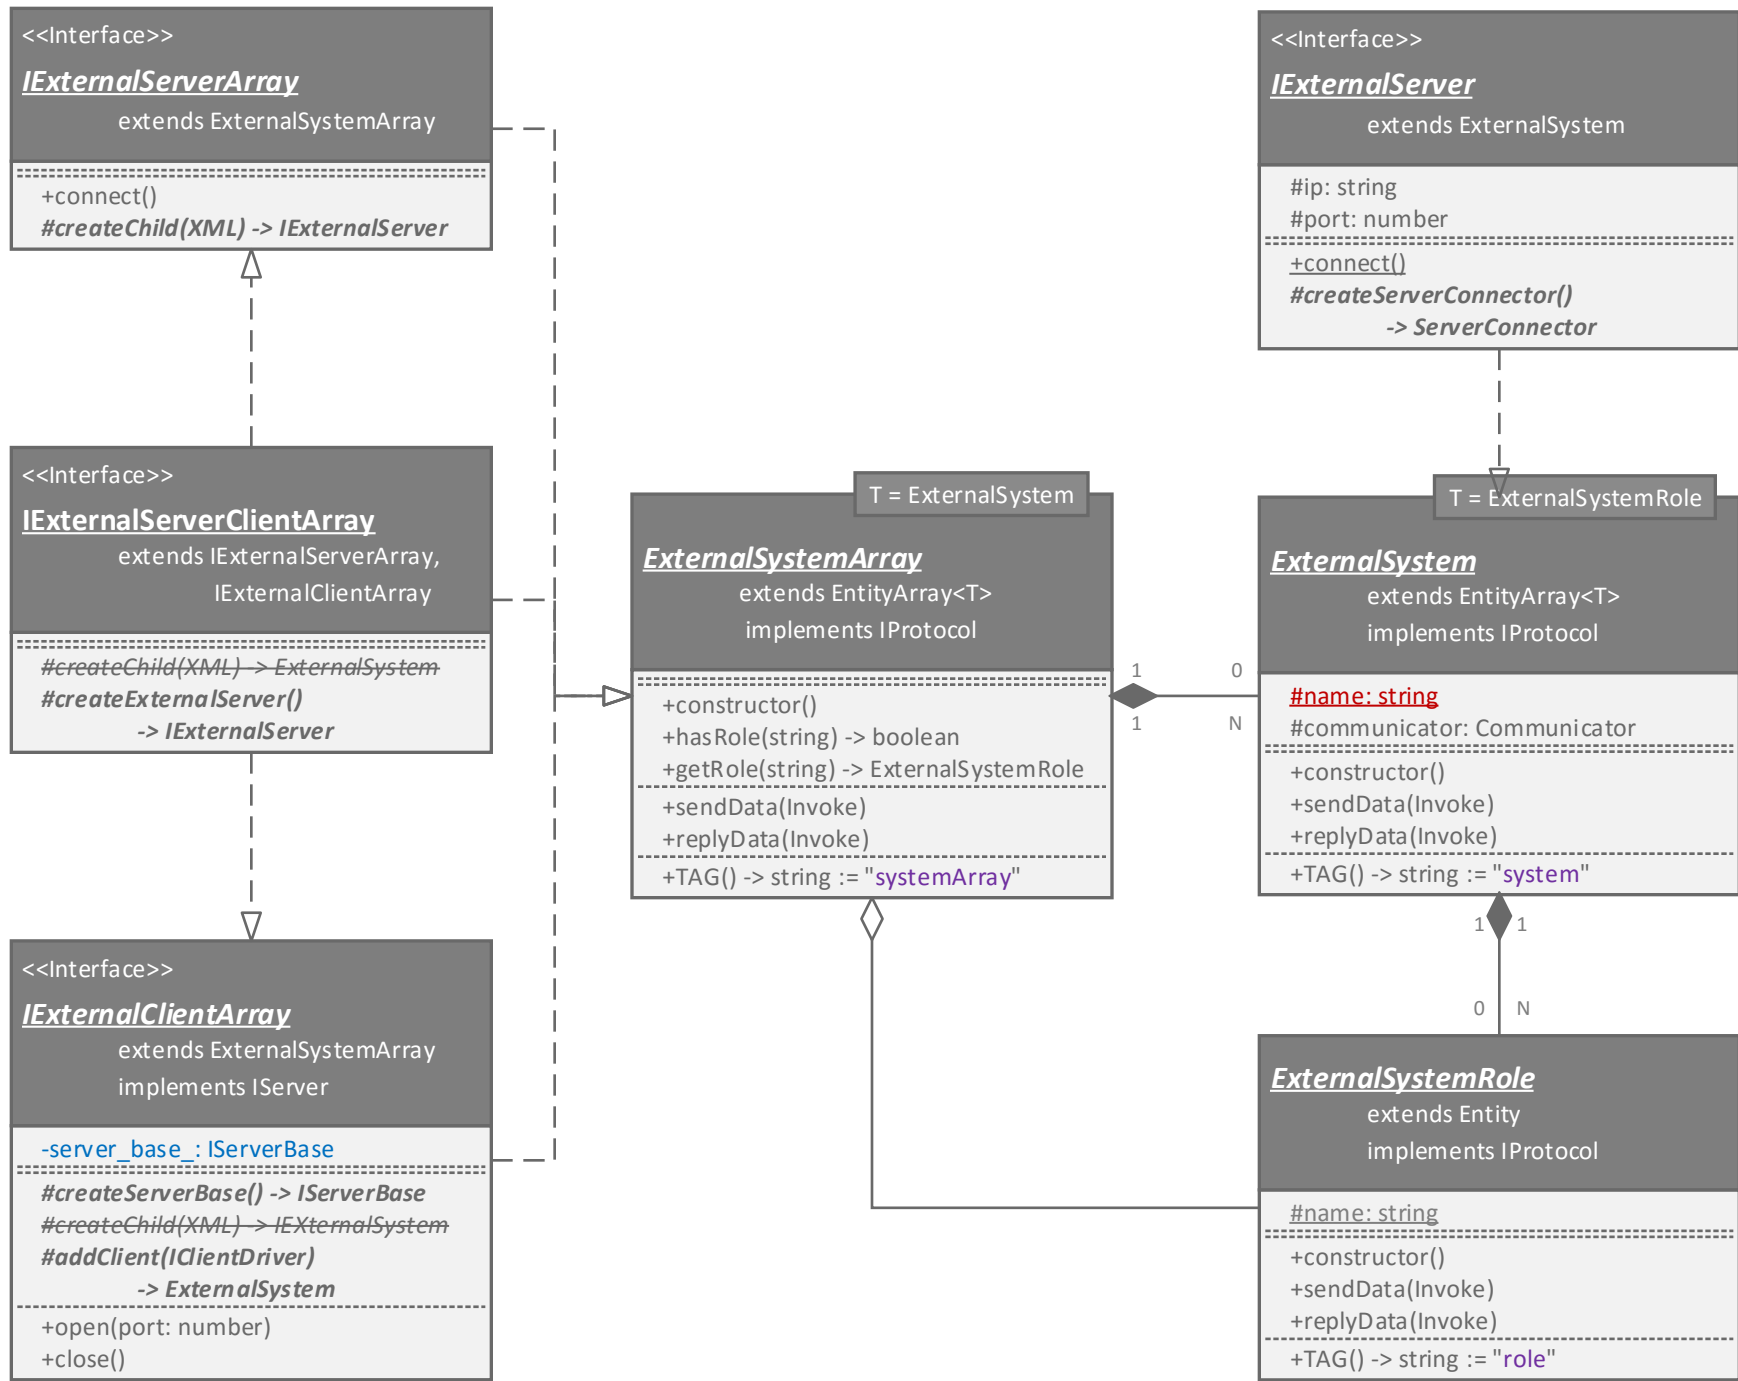 <<Interface>>
IExternalServerArray
extends ExternalSystemArray
+connect()
#createChild(XML) -> IExternalServer
<<Interface>>
IExternalServer
extends ExternalSystem
#ip: string
#port: number
+connect()
#createServerConnector()
-> ServerConnector
<<Interface>>
IExternalServerClientArray
extends IExternalServerArray,
IExternalClientArray
#createChild(XML) -> ExternalSystem
#createExternalServer()
-> IExternalServer
T = ExternalSystem
ExternalSystemArray
extends EntityArray<T>
implements IProtocol
+constructor()
+hasRole(string) -> boolean
+getRole(string) -> ExternalSystemRole
+sendData(Invoke)
+replyData(Invoke)
+TAG() -> string := "systemArray"
1
0
1
N
T = ExternalSystemRole
ExternalSystem
extends EntityArray<T>
implements IProtocol
#name: string
#communicator: Communicator
+constructor()
+sendData(Invoke)
+replyData(Invoke)
+TAG() -> string := "system"
1
1
0
N
<<Interface>>
IExternalClientArray
extends ExternalSystemArray
implements IServer
-server_base_: IServerBase
#createServerBase() -> IServerBase
#createChild(XML) -> IEXternalSystem
#addClient(IClientDriver)
-> ExternalSystem
+open(port: number)
+close()
ExternalSystemRole
extends Entity
implements IProtocol
#name: string
+constructor()
+sendData(Invoke)
+replyData(Invoke)
+TAG() -> string := "role"